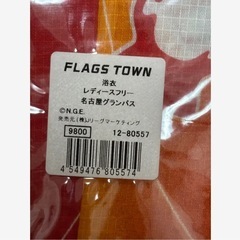 FLAGS TOWN
浴衣
レディースフリー
名古屋グランパス
©N.G.E.
発売元(株)Jリーグマーケティング
9800 12-80557
4 549476 805574